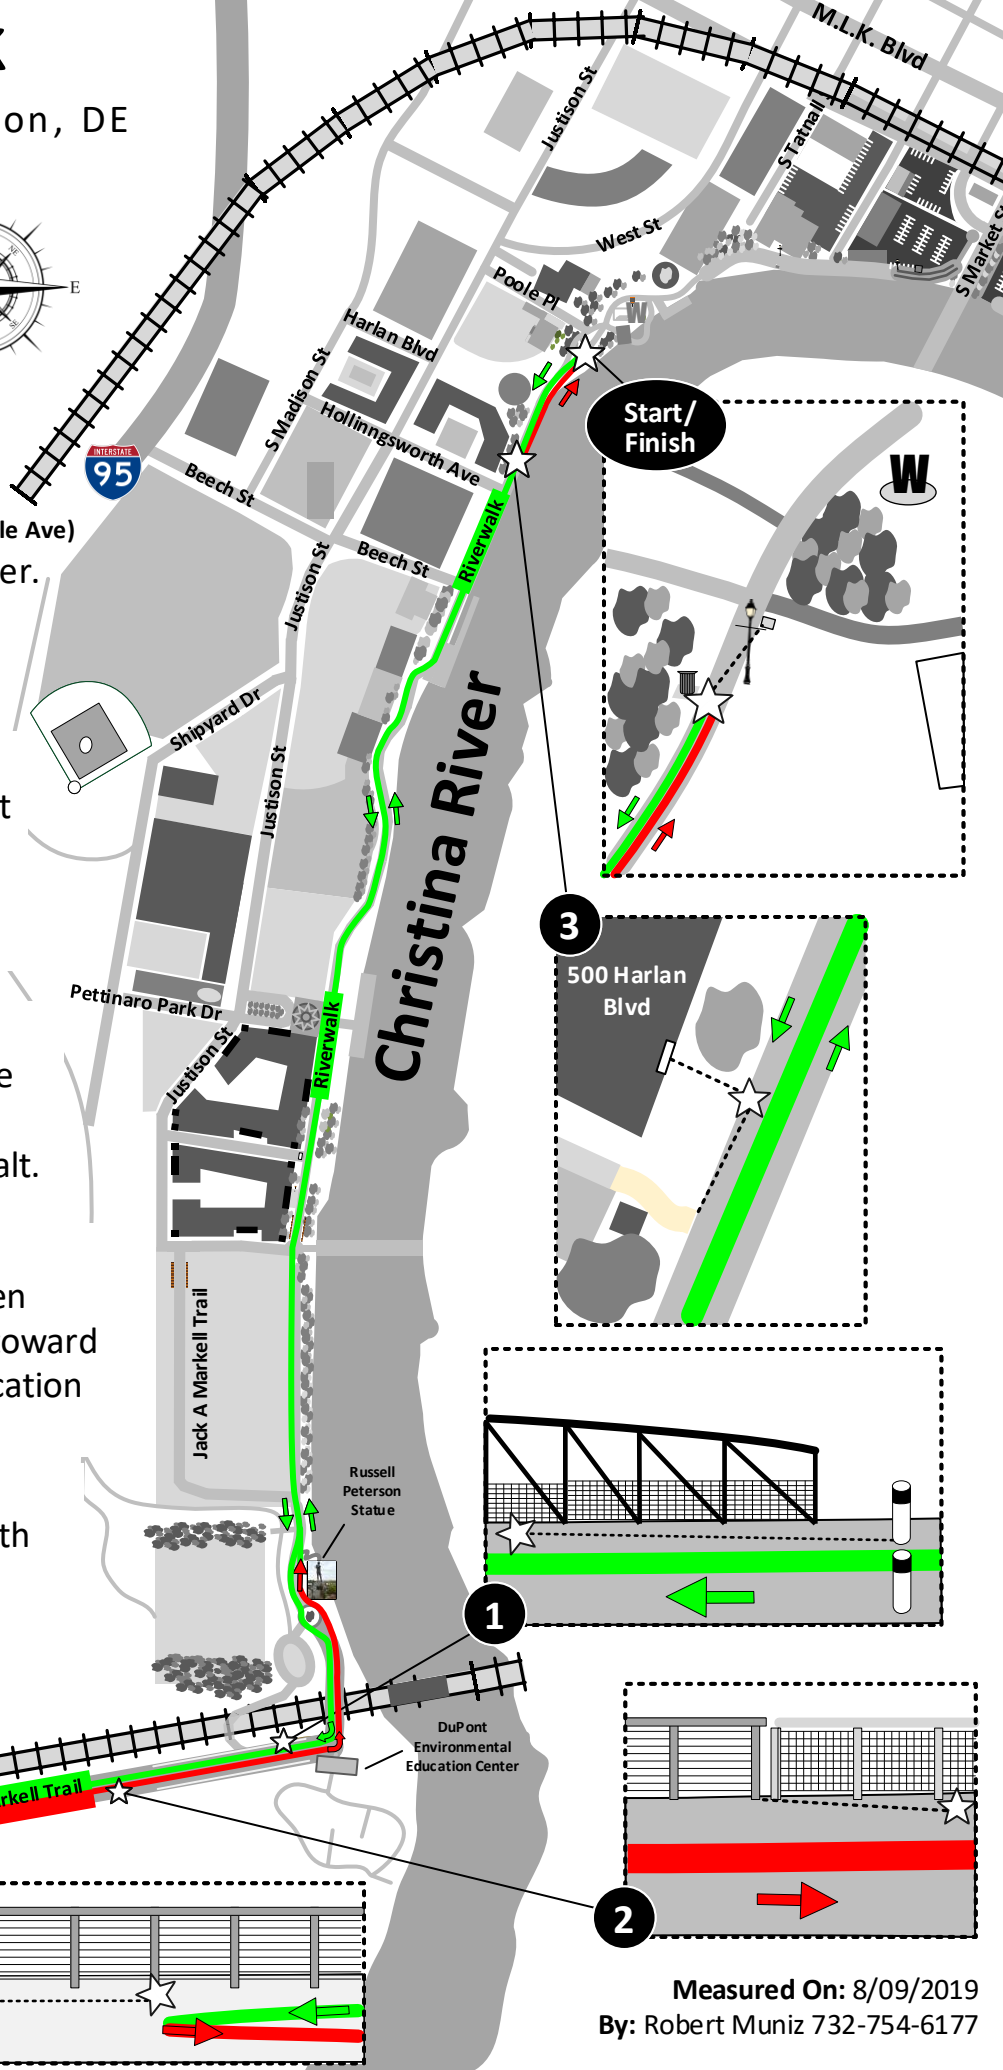 on, DE
M.L.K. Blvd
Justison St
S Tatnall
S Market S
West St
Poole Pl
W
NE
E
SE
Harlan Blvd
S Madison St
Hollinngsworth Ave
Start/
Finish
INTERSTATE
95
Beech St
Beech St
Riverwalk
W
le Ave)
er.
Justison St
Shipyard Dr
Justison St
Christina River
t
3
500 Harlan
Blvd
Pettinaro Park Dr
Riverwalk
Justison St
e
alt.
en
oward
cation
Jack A Markell Trail
Russell
Peterson
Statue
th
1
DuPont
Environmental
Education Center
rkell Trail
2
Measured On: 8/09/2019
By: Robert Muniz 732-754-6177